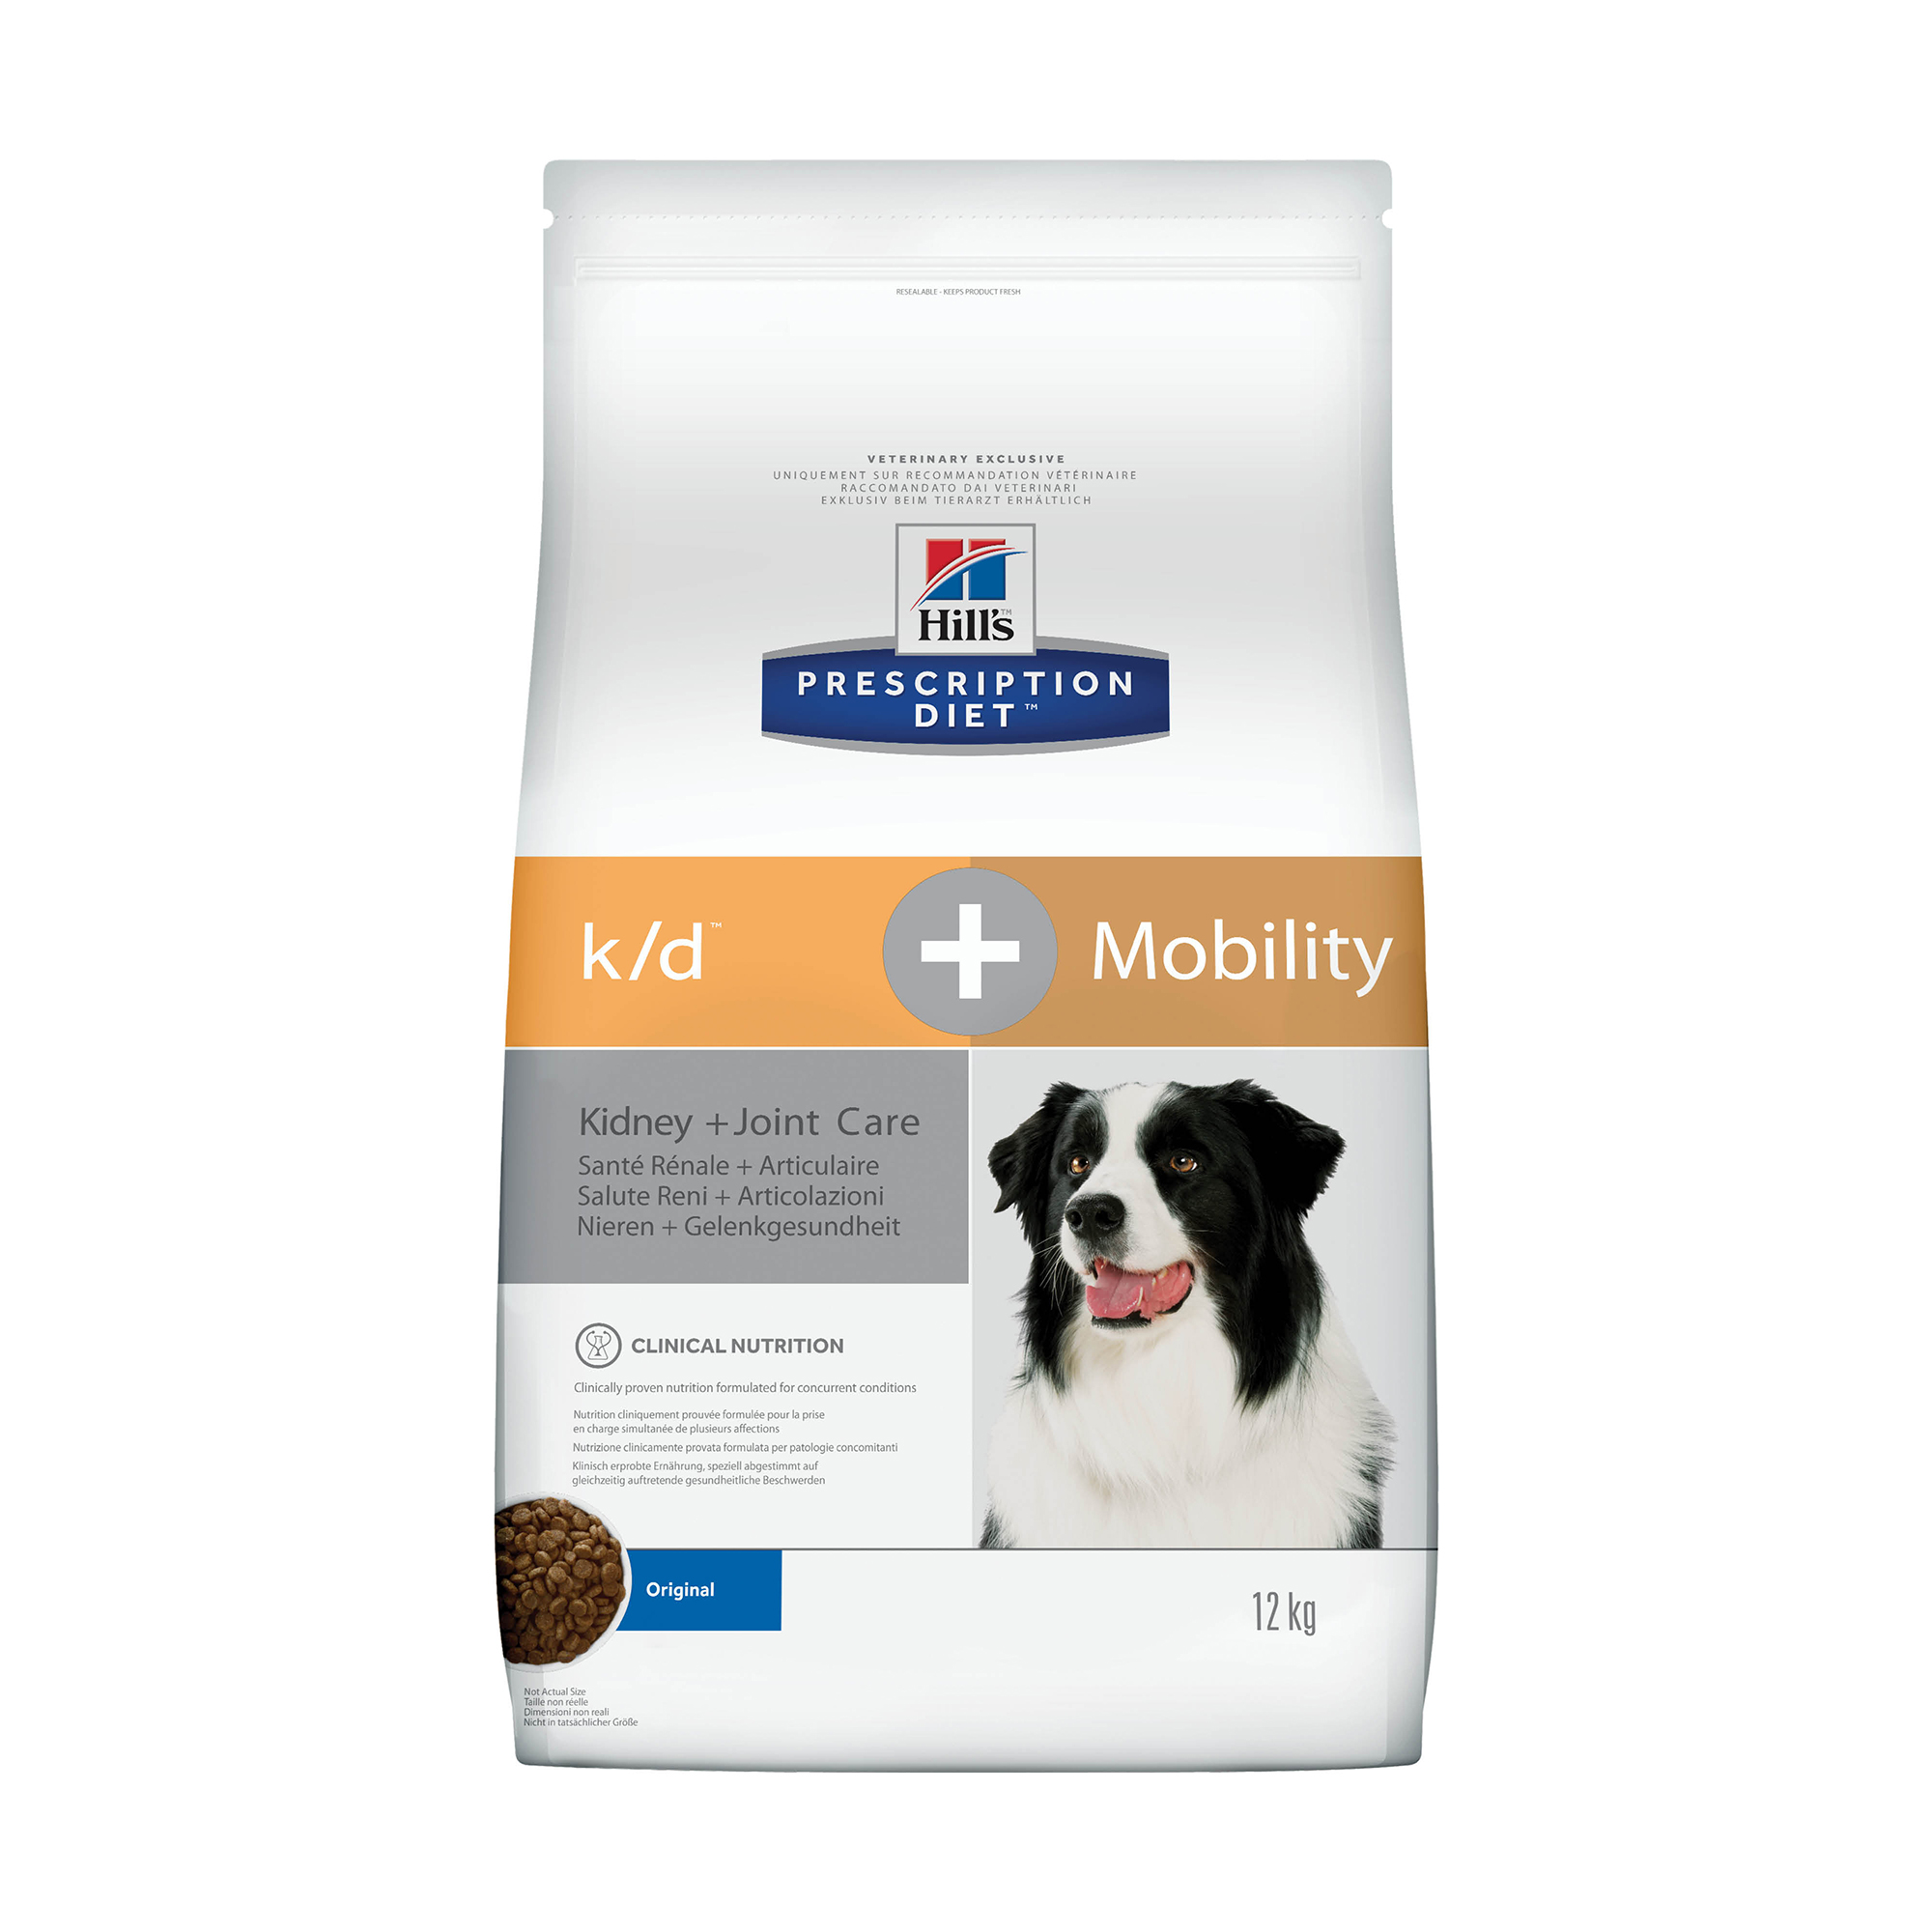 RESEALABLE - KEEPS PRODUCT FRESH
VETERINARY EXCLUSIVE
UNIQUEMENT SUR RECOMMANDATION VÉTÉRINAIRE
RACCOMANDATO DAI VETERINARI
EXKLUSIV BEIM TIERARZT ERHÄLTLICH
Hill's™
PRESCRIPTION
DIET™
k/d™ + Mobility
Kidney + Joint Care
Santé Rénale + Articulaire
Salute Reni + Articolazioni
Nieren + Gelenkgesundheit
CLINICAL NUTRITION
Clinically proven nutrition formulated for concurrent conditions
Nutrition cliniquement prouvée formulée pour la prise
en charge simultanée de plusieurs affections
Nutrizione clinicamente provata formulata per patologie concomitanti
Klinisch erprobte Ernährung, speziell abgestimmt auf
gleichzeitig auftretende gesundheitliche Beschwerden
Original
12 kg
Not Actual Size
Taille non réelle
Dimensioni non reali
Nicht in tatsächlicher Größe